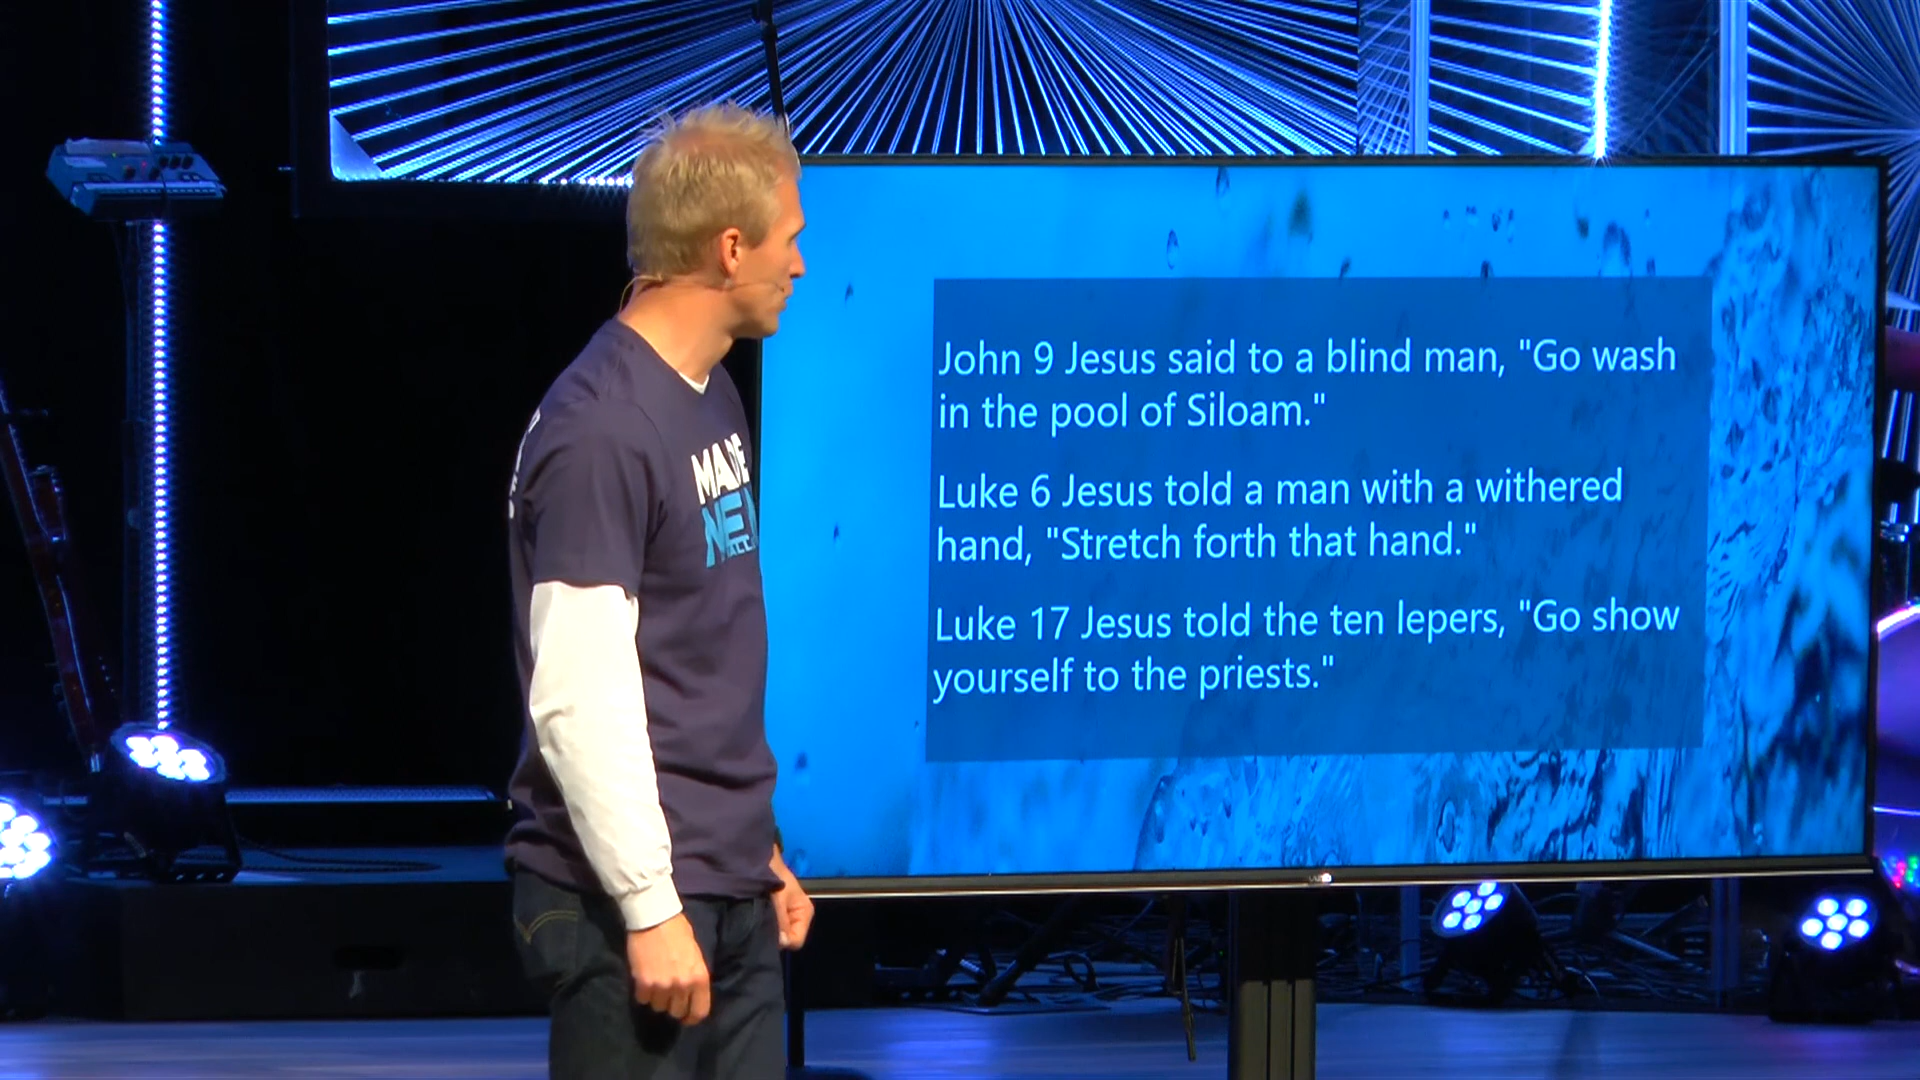 John 9 Jesus said to a blind man, "Go wash
in the pool of Siloam."
Luke 6 Jesus told a man with a withered
hand, "Stretch forth that hand."
Luke 17 Jesus told the ten lepers, "Go show
yourself to the priests."
MADE